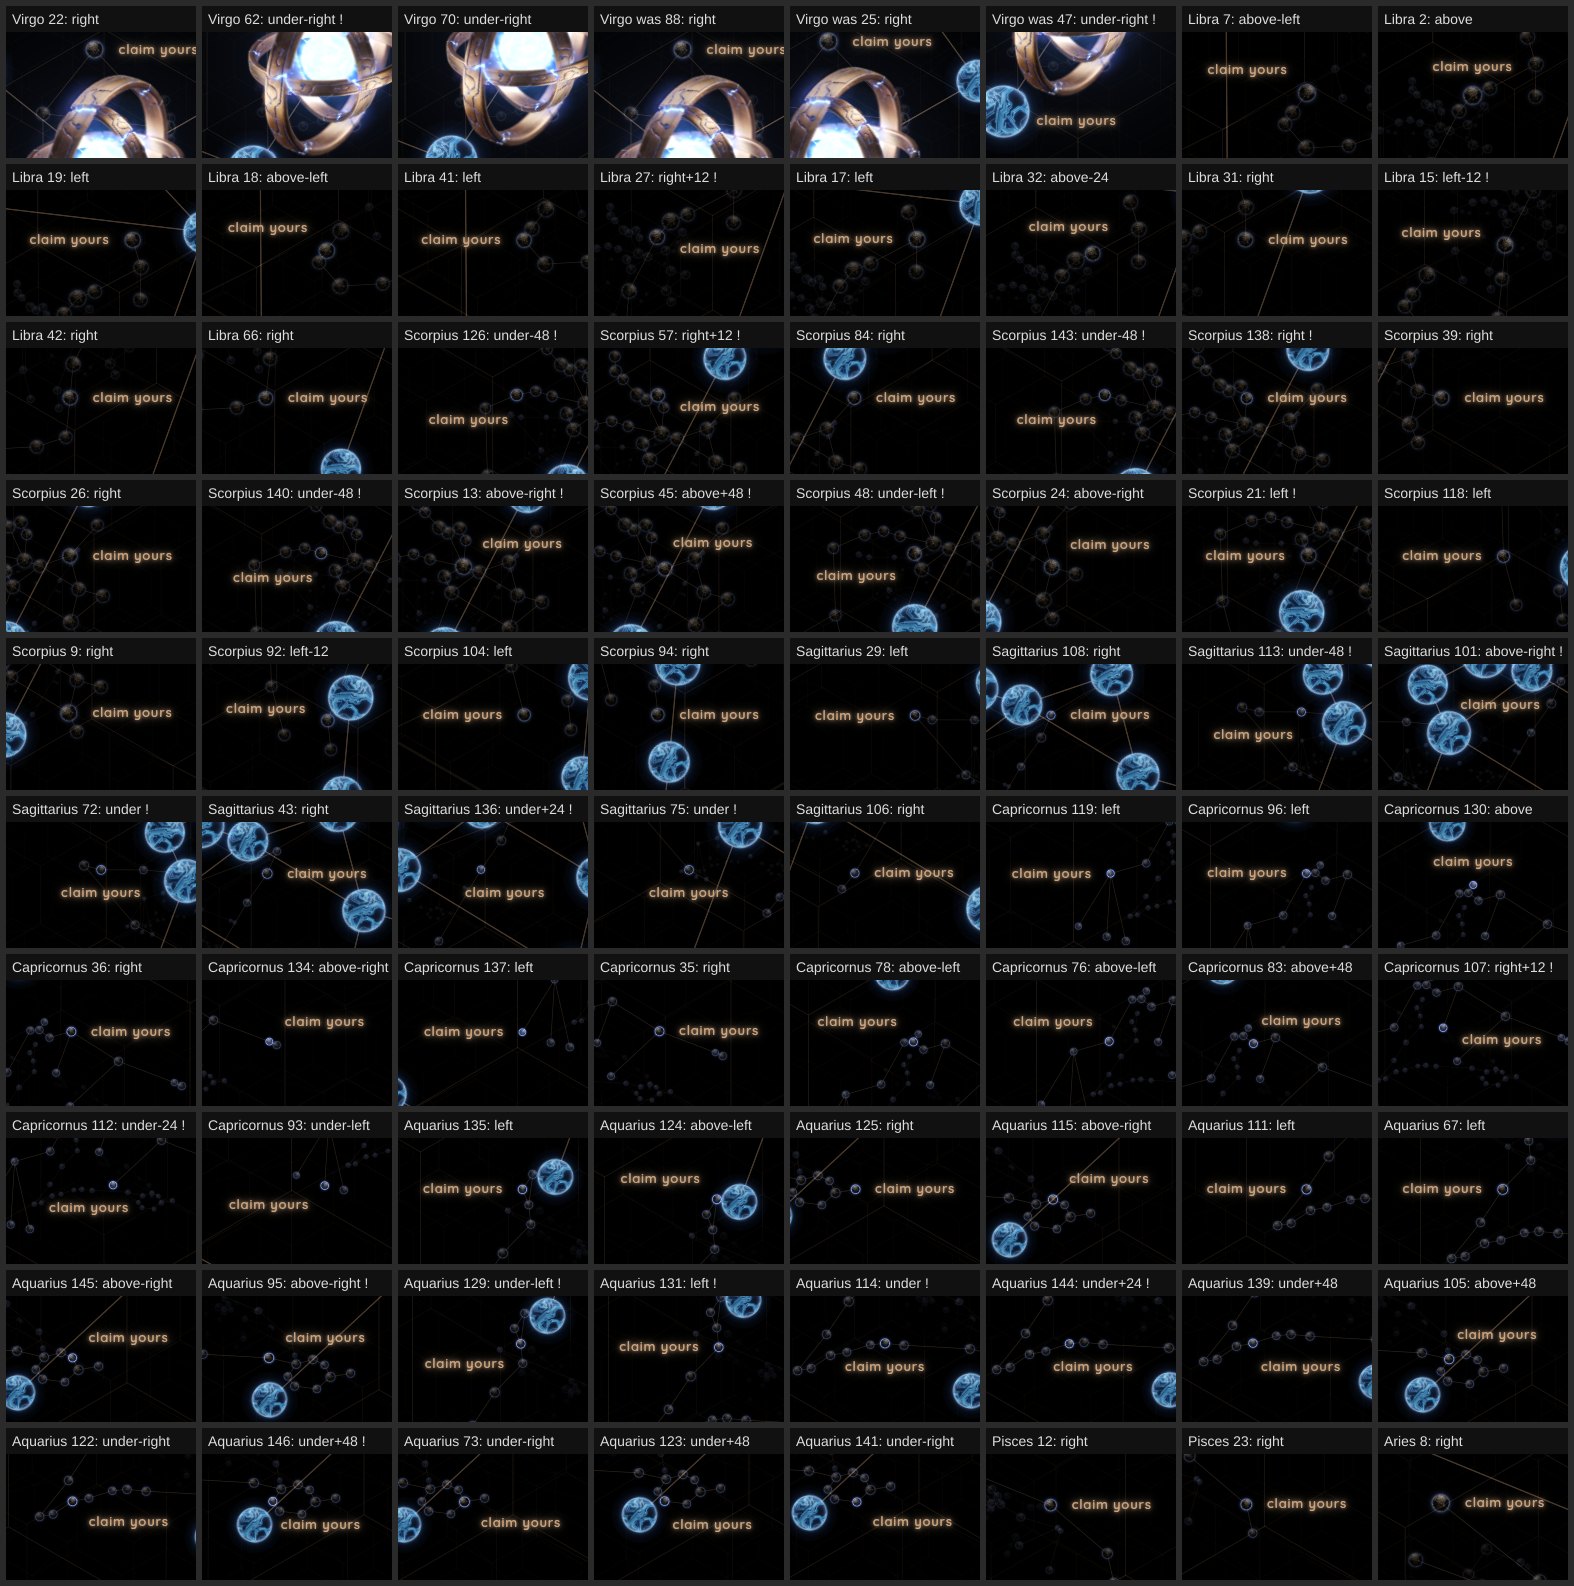 Virgo 22: right
Virgo 62: under-right !
Virgo 70: under-right
Virgo was 88: right
Virgo was 25: right
Virgo was 47: under-right !
Libra 7: above-left
Libra 2: above
claim yours
claim yours
claim yours
claim yours
claim yours
claim yours
Libra 19: left
Libra 18: above-left
Libra 41: left
Libra 27: right+12 !
Libra 17: left
Libra 32: above-24
Libra 31: right
Libra 15: left-12 !
claim yours
claim yours
claim yours
claim yours
claim yours
claim yours
claim yours
claim yours
Libra 42: right
Libra 66: right
Scorpius 126: under-48 !
Scorpius 57: right+12 !
Scorpius 84: right
Scorpius 143: under-48 !
Scorpius 138: right !
Scorpius 39: right
claim yours
claim yours
claim yours
claim yours
claim yours
claim yours
claim yours
claim yours
Scorpius 26: right
Scorpius 140: under-48 !
Scorpius 13: above-right !
Scorpius 45: above+48 !
Scorpius 48: under-left !
Scorpius 24: above-right
Scorpius 21: left !
Scorpius 118: left
claim yours
claim yours
claim yours
claim yours
claim yours
claim yours
claim yours
claim yours
Scorpius 9: right
Scorpius 92: left-12
Scorpius 104: left
Scorpius 94: right
Sagittarius 29: left
Sagittarius 108: right
Sagittarius 113: under-48 !
Sagittarius 101: above-right !
claim yours
claim yours
claim yours
claim yours
claim yours
claim yours
claim yours
claim yours
Sagittarius 72: under !
Sagittarius 43: right
Sagittarius 136: under+24 !
Sagittarius 75: under !
Sagittarius 106: right
Capricornus 119: left
Capricornus 96: left
Capricornus 130: above
claim yours
claim yours
claim yours
claim yours
claim yours
claim yours
claim yours
claim yours
Capricornus 36: right
Capricornus 134: above-right
Capricornus 137: left
Capricornus 35: right
Capricornus 78: above-left
Capricornus 76: above-left
Capricornus 83: above+48
Capricornus 107: right+12 !
claim yours
claim yours
claim yours
claim yours
claim yours
claim yours
claim yours
claim yours
Capricornus 112: under-24 !
Capricornus 93: under-left
Aquarius 135: left
Aquarius 124: above-left
Aquarius 125: right
Aquarius 115: above-right
Aquarius 111: left
Aquarius 67: left
claim yours
claim yours
claim yours
claim yours
claim yours
claim yours
claim yours
claim yours
Aquarius 145: above-right
Aquarius 95: above-right !
Aquarius 129: under-left !
Aquarius 131: left !
Aquarius 114: under !
Aquarius 144: under+24 !
Aquarius 139: under+48
Aquarius 105: above+48
claim yours
claim yours
claim yours
claim yours
claim yours
claim yours
claim yours
claim yours
Aquarius 122: under-right
Aquarius 146: under+48 !
Aquarius 73: under-right
Aquarius 123: under+48
Aquarius 141: under-right
Pisces 12: right
Pisces 23: right
Aries 8: right
claim yours
claim yours
claim yours
claim yours
claim yours
claim yours
claim yours
claim yours